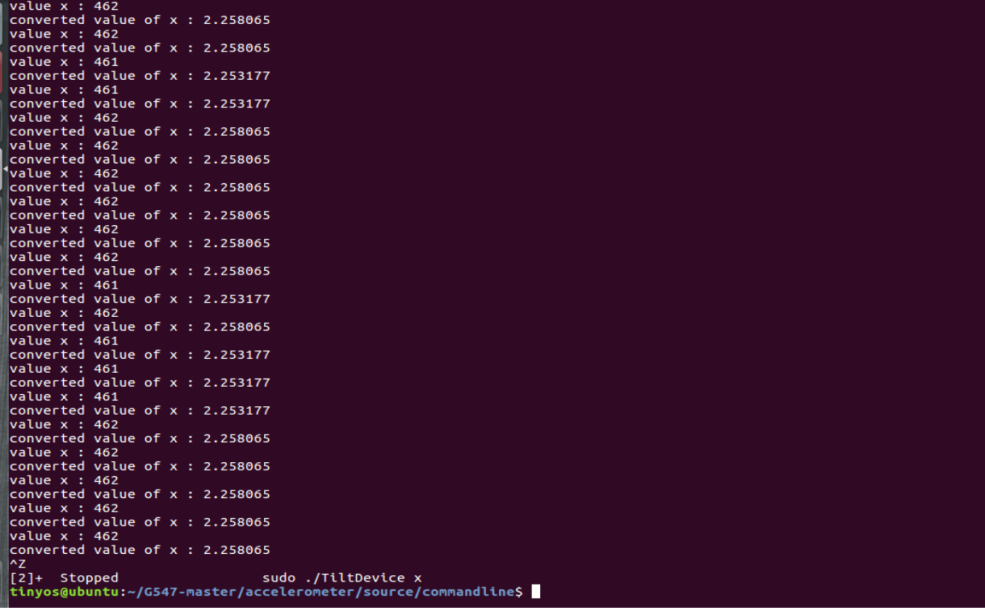 value x : 462
converted value of x : 2.258065
value x : 462
converted value of x : 2.258065
value x : 461
converted value of x : 2.253177
value x : 461
converted value of x : 2.253177
value x : 462
converted value of x : 2.258065
value x : 462
converted value of x : 2.258065
value x : 462
converted value of x : 2.258065
value x : 462
converted value of x : 2.258065
value x : 462
converted value of x : 2.258065
value x : 462
converted value of x : 2.258065
value x : 461
converted value of x : 2.253177
value x : 462
converted value of x : 2.258065
value x : 461
converted value of x : 2.253177
value x : 461
converted value of x : 2.253177
value x : 461
converted value of x : 2.253177
value x : 462
converted value of x : 2.258065
value x : 462
converted value of x : 2.258065
value x : 462
converted value of x : 2.258065
value x : 462
converted value of x : 2.258065
value x : 462
converted value of x : 2.258065
^Z
[2]+  Stopped                 sudo ./TiltDevice x
tinyos@ubuntu:~/G547-master/accelerometer/source/commandline$